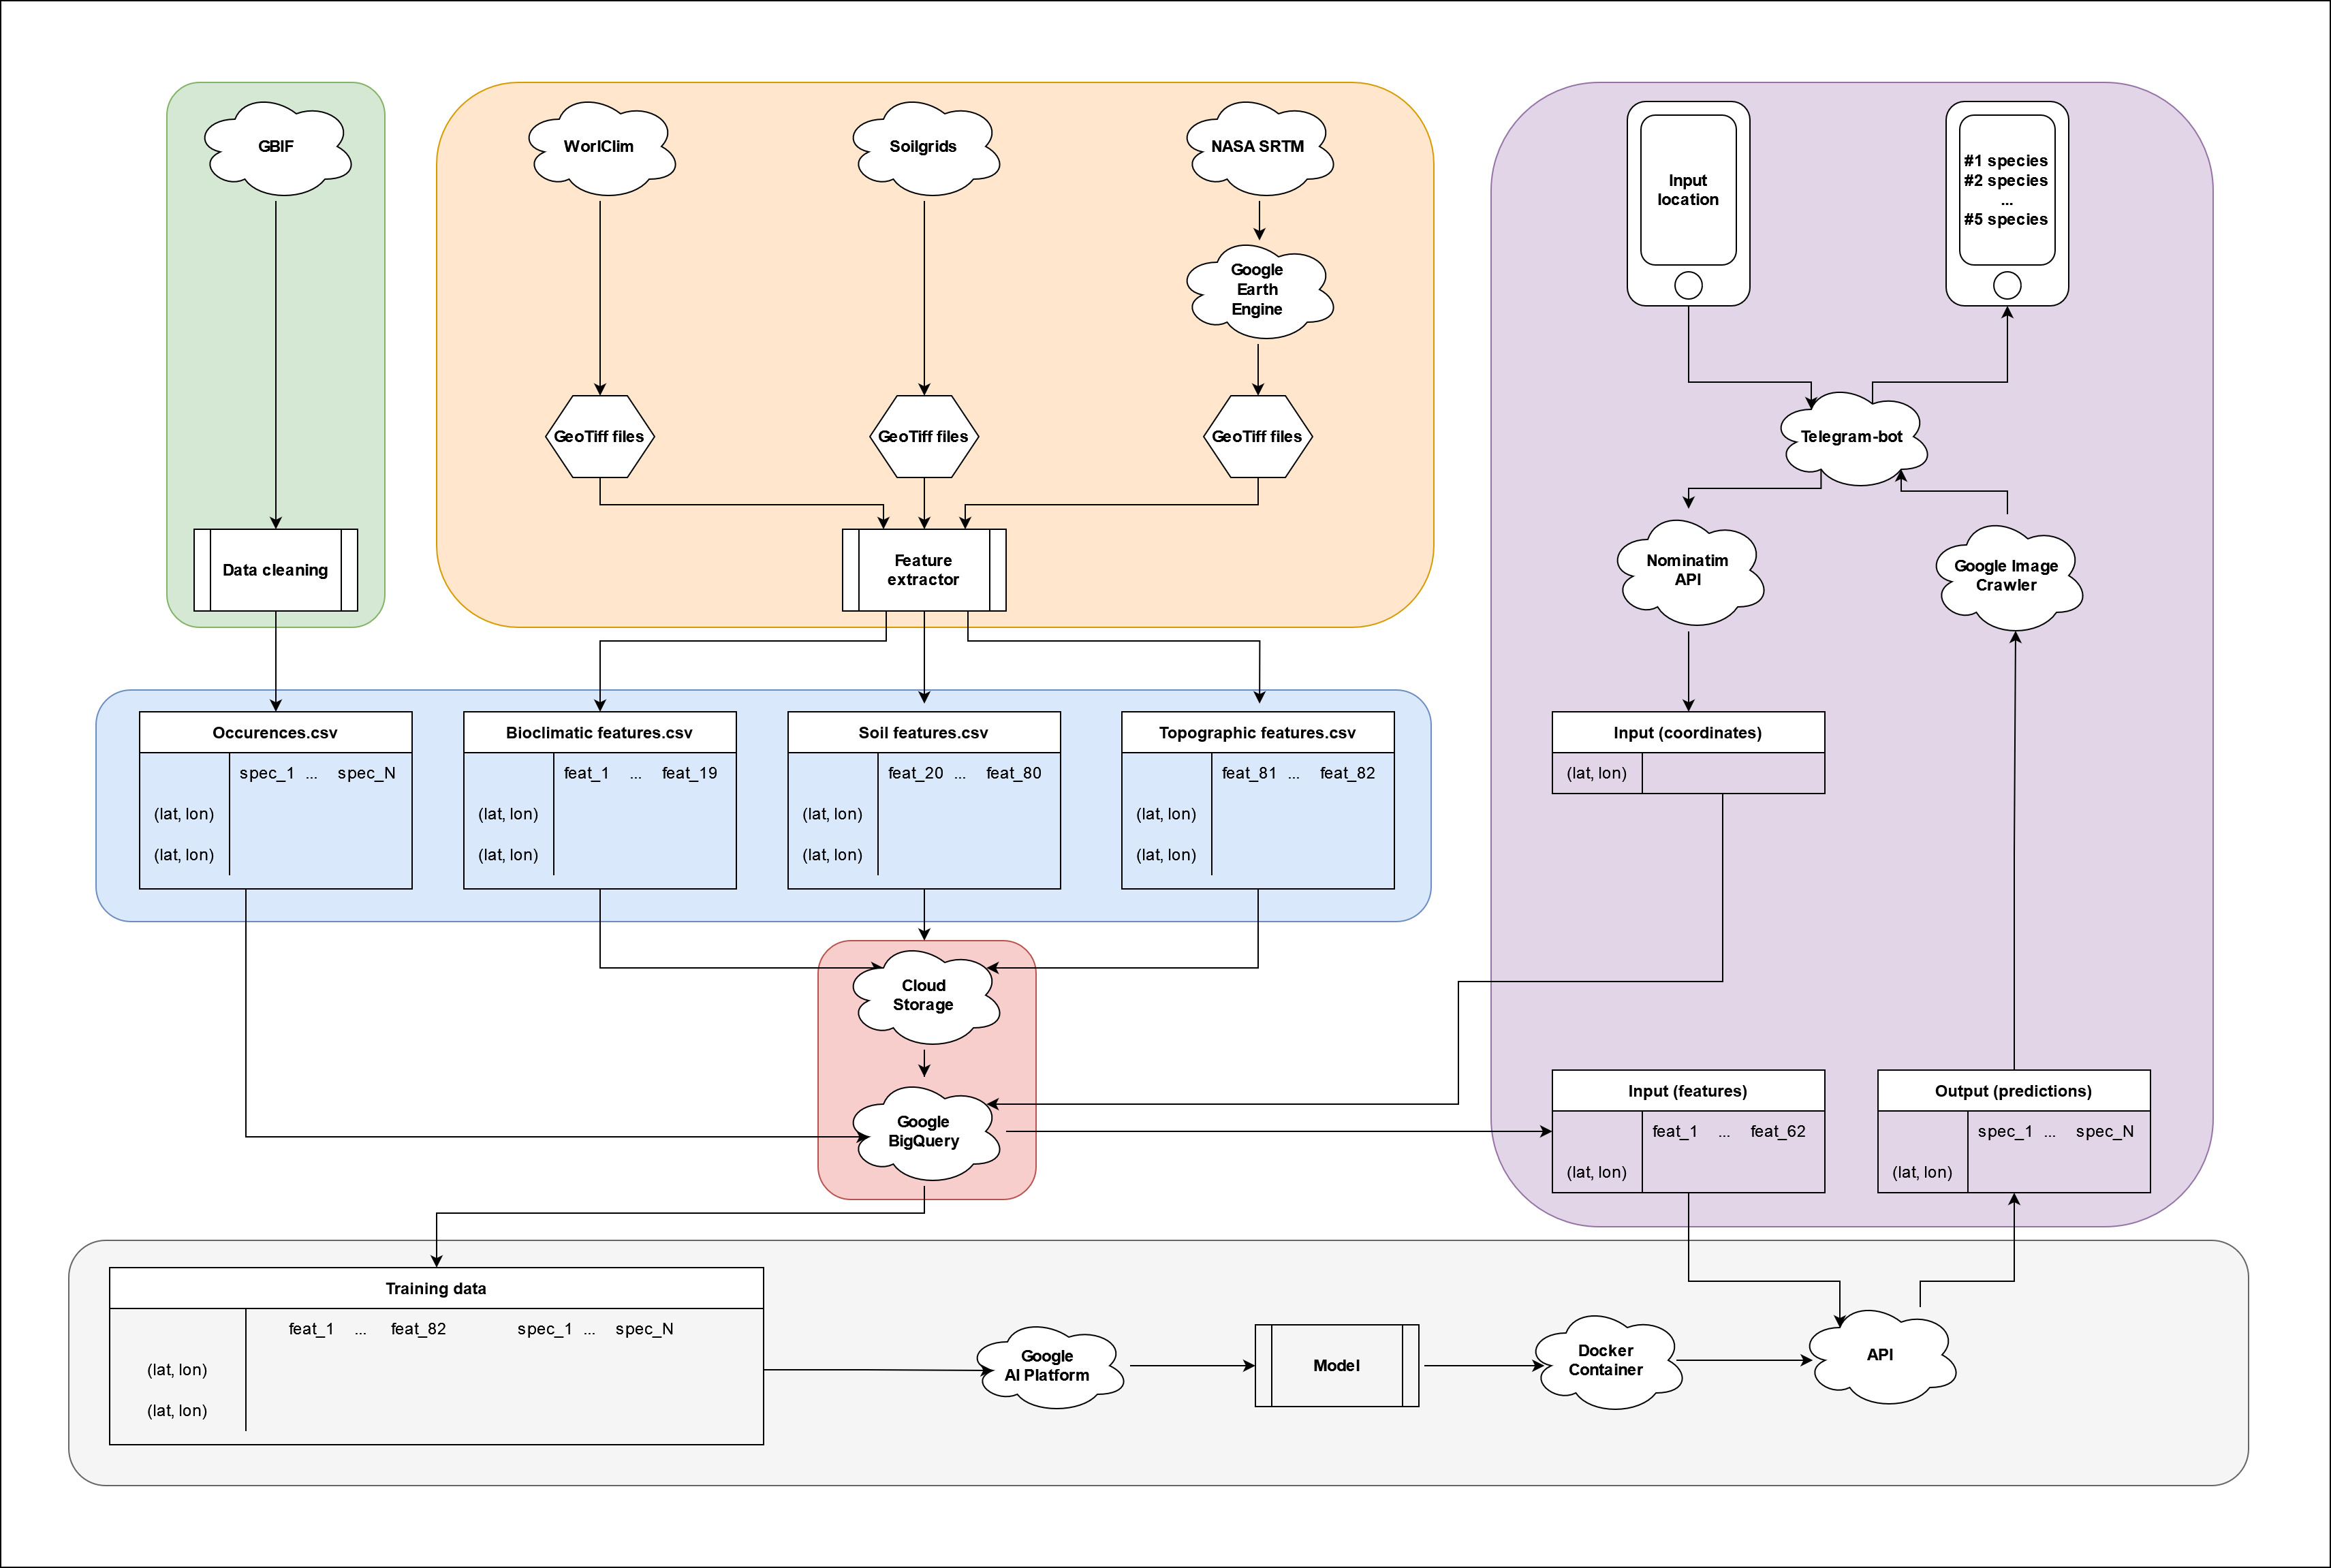 GBIF
WorlClim
Soilgrids
NASA SRTM
Google
Earth
Engine
GeoTiff files
GeoTiff files
GeoTiff files
Data cleaning
Feature
extractor
Input
location
#1 species
#2 species
...
#5 species
Telegram-bot
Nominatim
API
Google Image
Crawler
Occurences.csv
spec_1 ... spec_N
(lat, lon)
(lat, lon)
Bioclimatic features.csv
feat_1 ... feat_19
(lat, lon)
(lat, lon)
Soil features.csv
feat_20 ... feat_80
(lat, lon)
(lat, lon)
Topographic features.csv
feat_81 ... feat_82
(lat, lon)
(lat, lon)
Input (coordinates)
(lat, lon)
Cloud
Storage
Google
BigQuery
Input (features)
feat_1 ... feat_62
(lat, lon)
Output (predictions)
spec_1 ... spec_N
(lat, lon)
Training data
feat_1 ... feat_82 spec_1 ... spec_N
(lat, lon)
(lat, lon)
Google
AI Platform
Model
Docker
Container
API